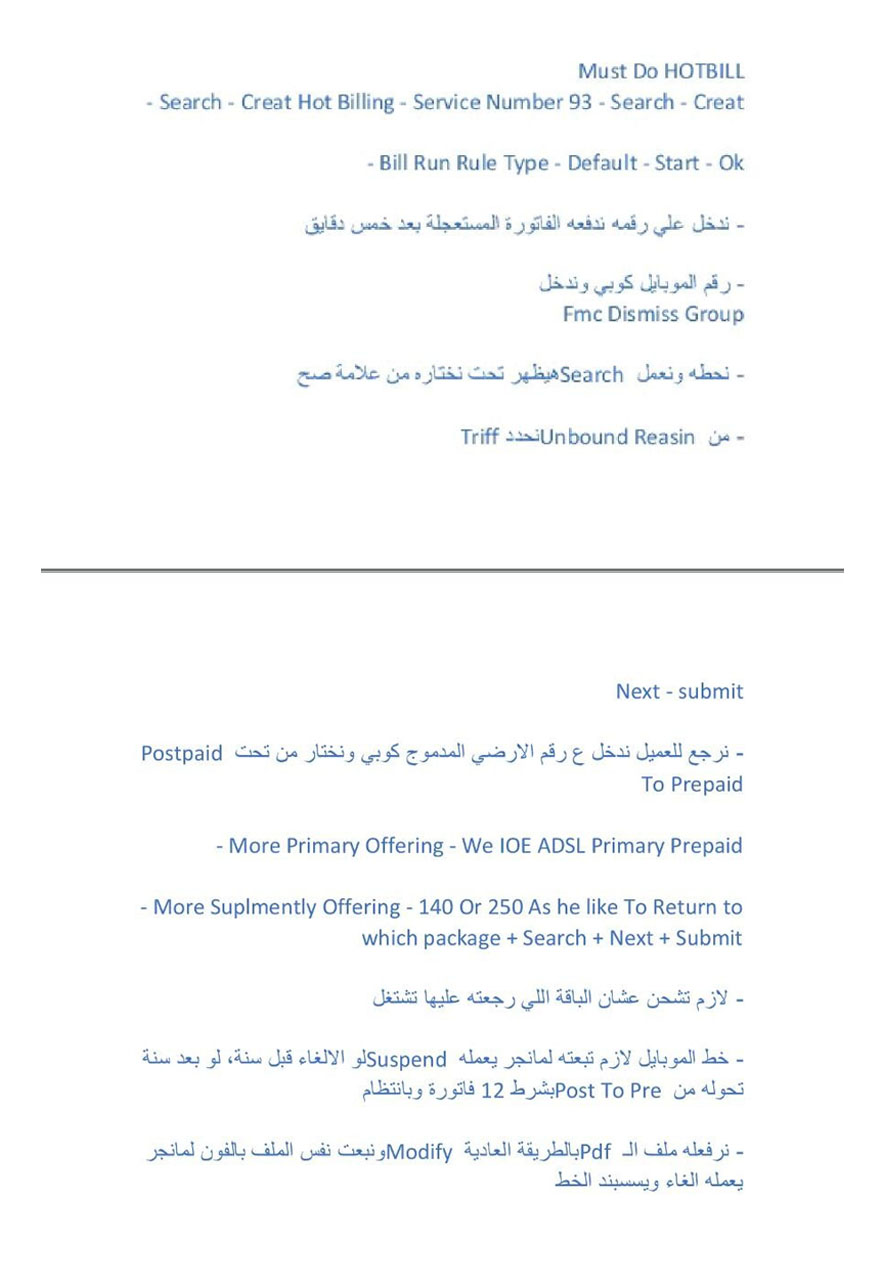 Must Do HOTBILL
- Search - Creat Hot Billing - Service Number 93 - Search - Creat
- Bill Run Rule Type - Default - Start - Ok
- ندخل علي رقمه ندفعه الفاتورة المستعجلة بعد خمس دقايق
- رقم الموبايل كوبي وندخل
Fmc Dismiss Group
- نحطه ونعمل Searchهيظهر تحت نختاره من علامة صح
- من Unbound Reasinنحدد Triff
Next - submit
- نرجع للعميل ندخل ع رقم الارضي المدموج كوبي ونختار من تحت Postpaid
To Prepaid
- More Primary Offering - We IOE ADSL Primary Prepaid
- More Suplmently Offering - 140 Or 250 As he like To Return to
which package + Search + Next + Submit
- لازم تشحن عشان الباقة اللي رجعته عليها تشتغل
- خط الموبايل لازم تبعته لمانجر يعمله Suspendلو الالغاء قبل سنة، لو بعد سنة
تحوله من Post To Preبشرط 12 فاتورة وبانتظام
- نرفعله ملف الـ Pdfبالطريقة العادية Modifyونبعت نفس الملف بالفون لمانجر
يعمله الغاء ويسسبند الخط